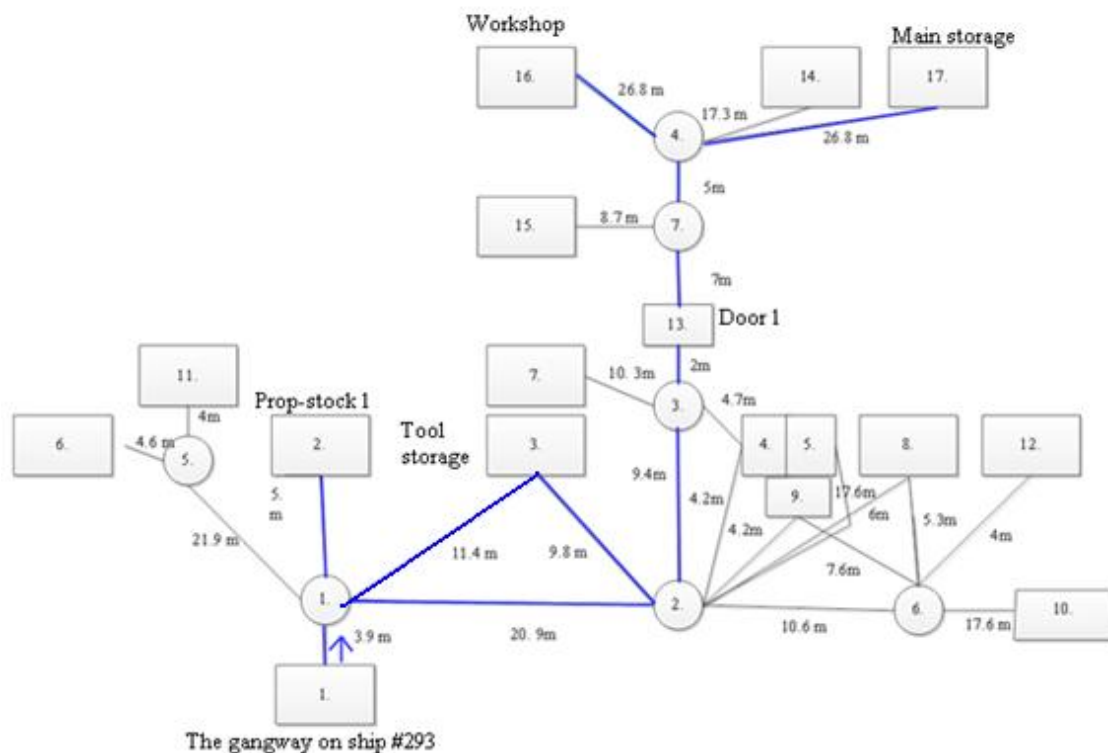 Workshop
Main storage
16.
14.
17.
26.8 m
17.3 m
4.
26.8 m
5m
15.
8.7 m
7.
7m
13.
Door 1
11.
7.
10. 3m
2m
4.7m
Prop-stock 1
4m
3.
6.
4.6 m
5.
2.
Tool
storage
3.
4.
5.
8.
12.
9.4m
4.2m
9.
17.6m
6m
5.
m
4.2m
5.3m
4m
21.9 m
11.4 m
9.8 m
7.6m
1.
2.
6.
10.
3.9 m
20. 9m
10.6 m
17.6 m
1.
The gangway on ship #293